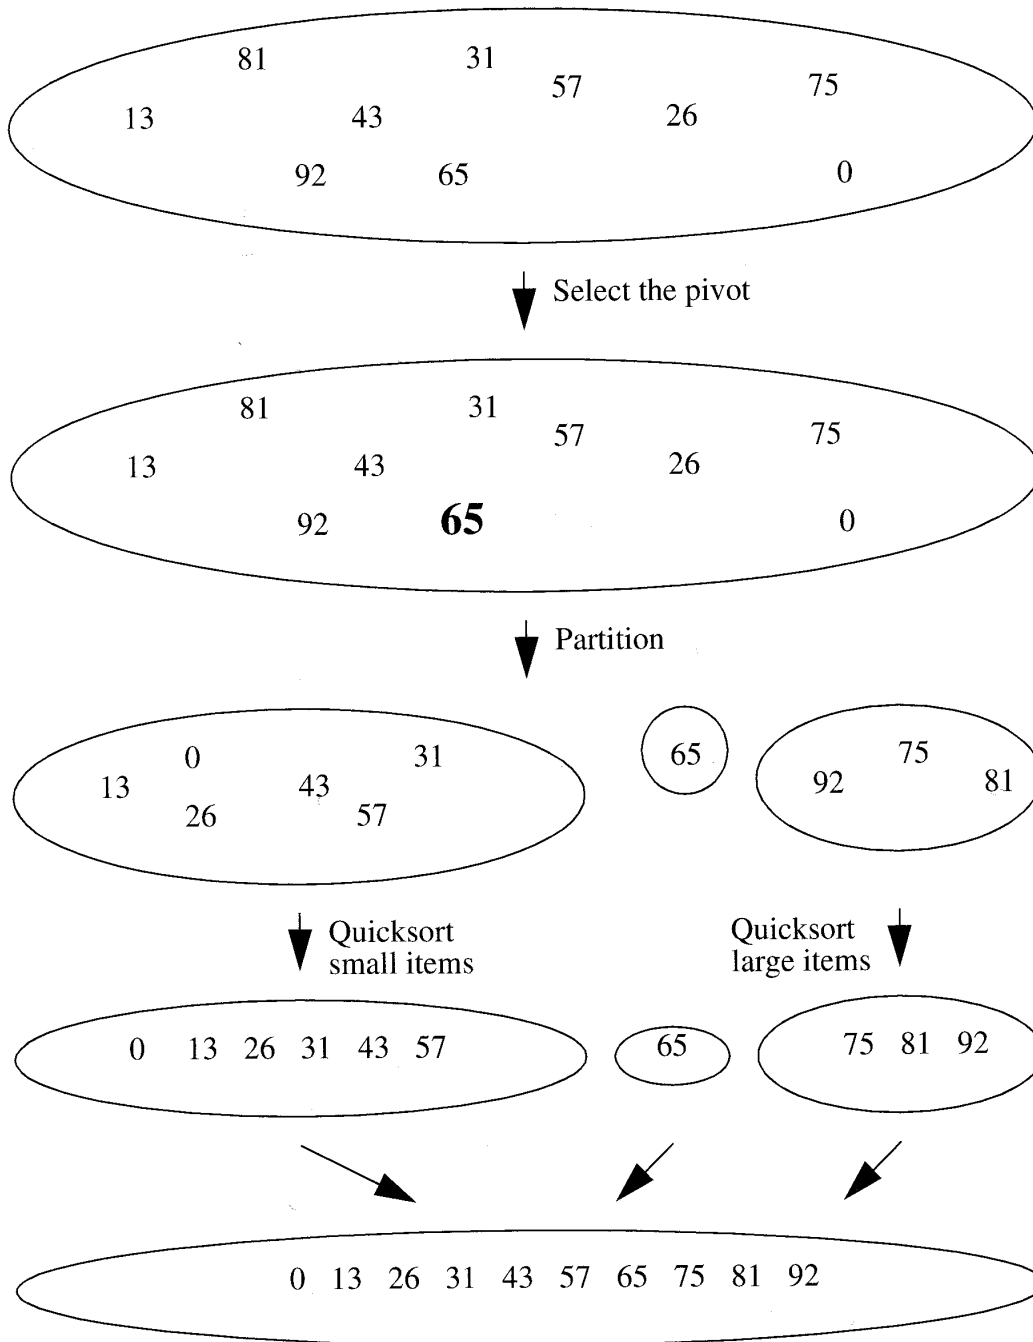 81 31
57 75
13 43 26
92 65 0
Select the pivot
81 31
57 75
13 43 26
92 65 0
Partition
0 31
13 43
26 57
65
75
92 81
Quicksort
small items
Quicksort
large items
0 13 26 31 43 57
65
75 81 92
0 13 26 31 43 57 65 75 81 92